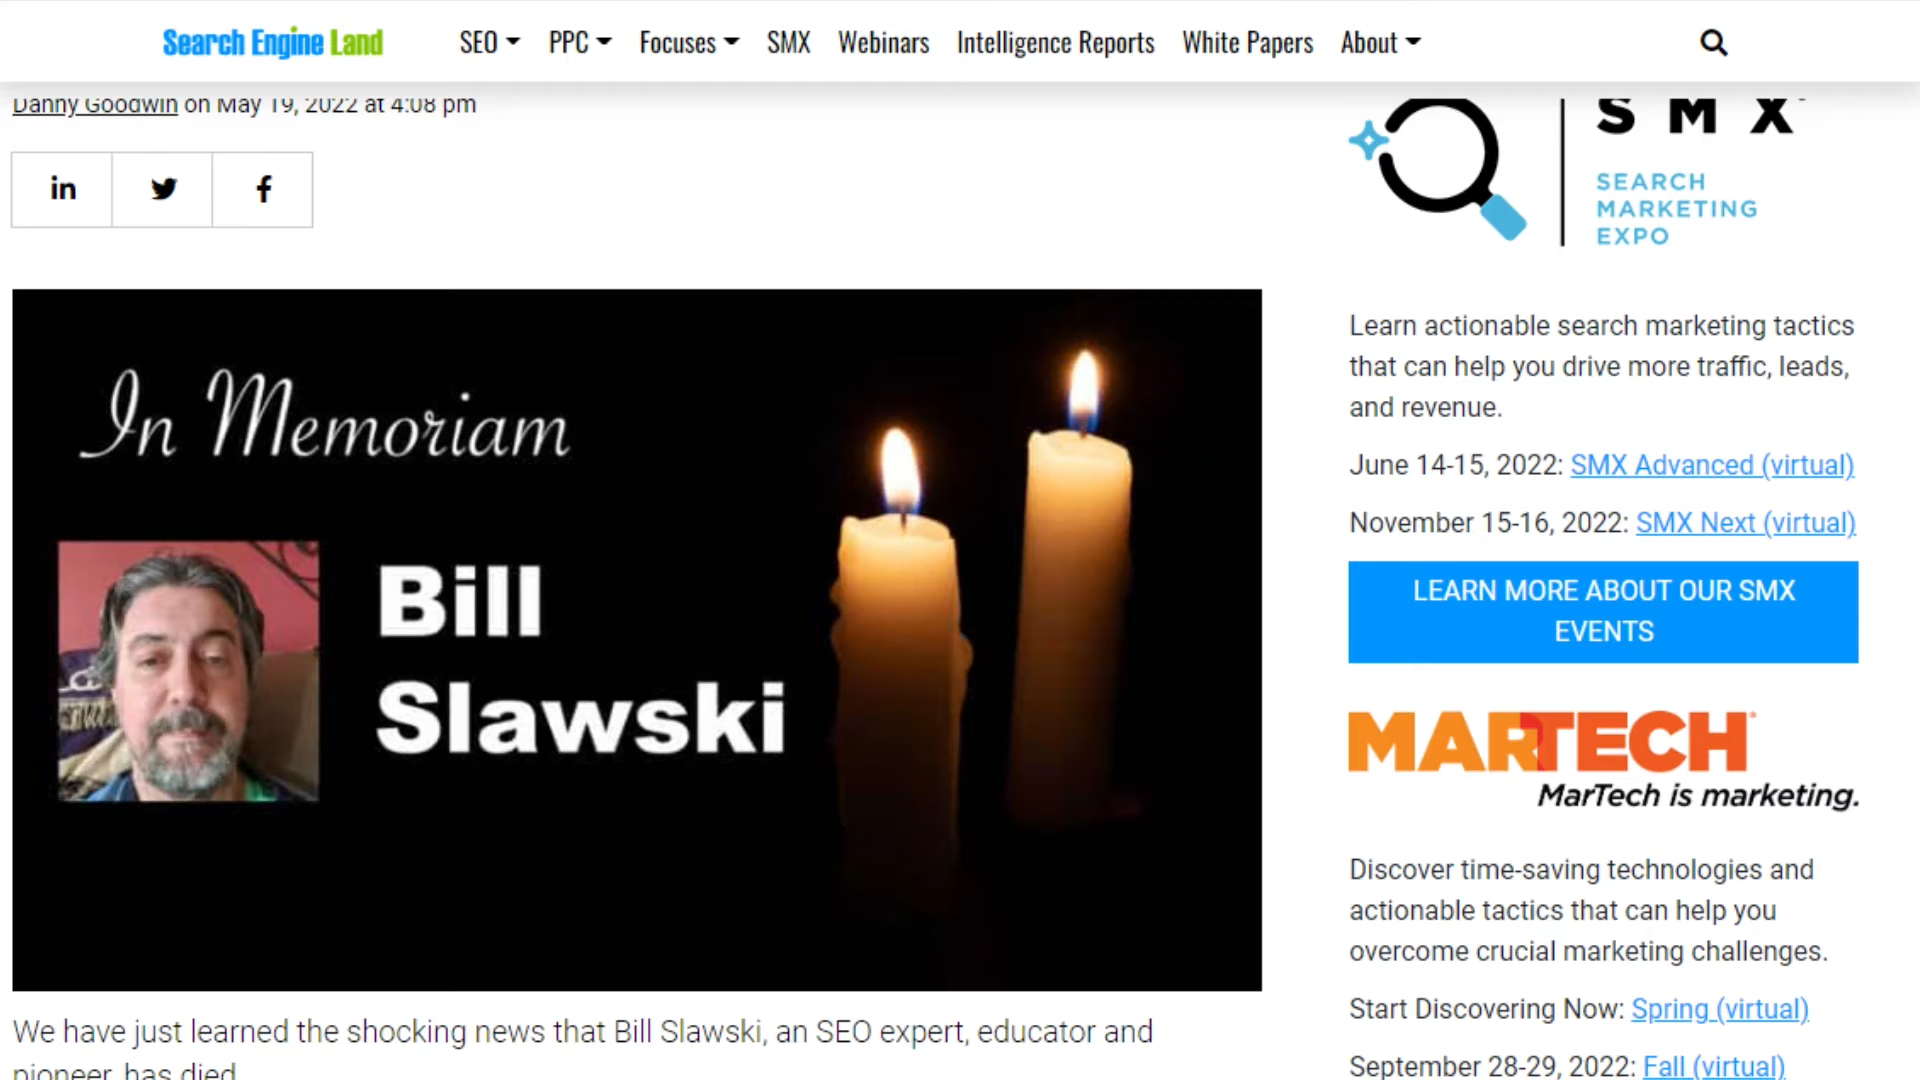 Search Engine Land
SEO PPC Focuses SMX Webinars Intelligence Reports White Papers About
Danny Goodwin on May 19, 2022 at 4:08 pm
In Memoriam
Bill
Slawski
We have just learned the shocking news that Bill Slawski, an SEO expert, educator and
pioneer, has died
SMX
SEARCH
MARKETING
EXPO
Learn actionable search marketing tactics
that can help you drive more traffic, leads,
and revenue.
June 14-15, 2022: SMX Advanced (virtual)
November 15-16, 2022: SMX Next (virtual)
LEARN MORE ABOUT OUR SMX
EVENTS
MARTECH
MarTech is marketing.
Discover time-saving technologies and
actionable tactics that can help you
overcome crucial marketing challenges.
Start Discovering Now: Spring (virtual)
September 28-29, 2022: Fall (virtual)